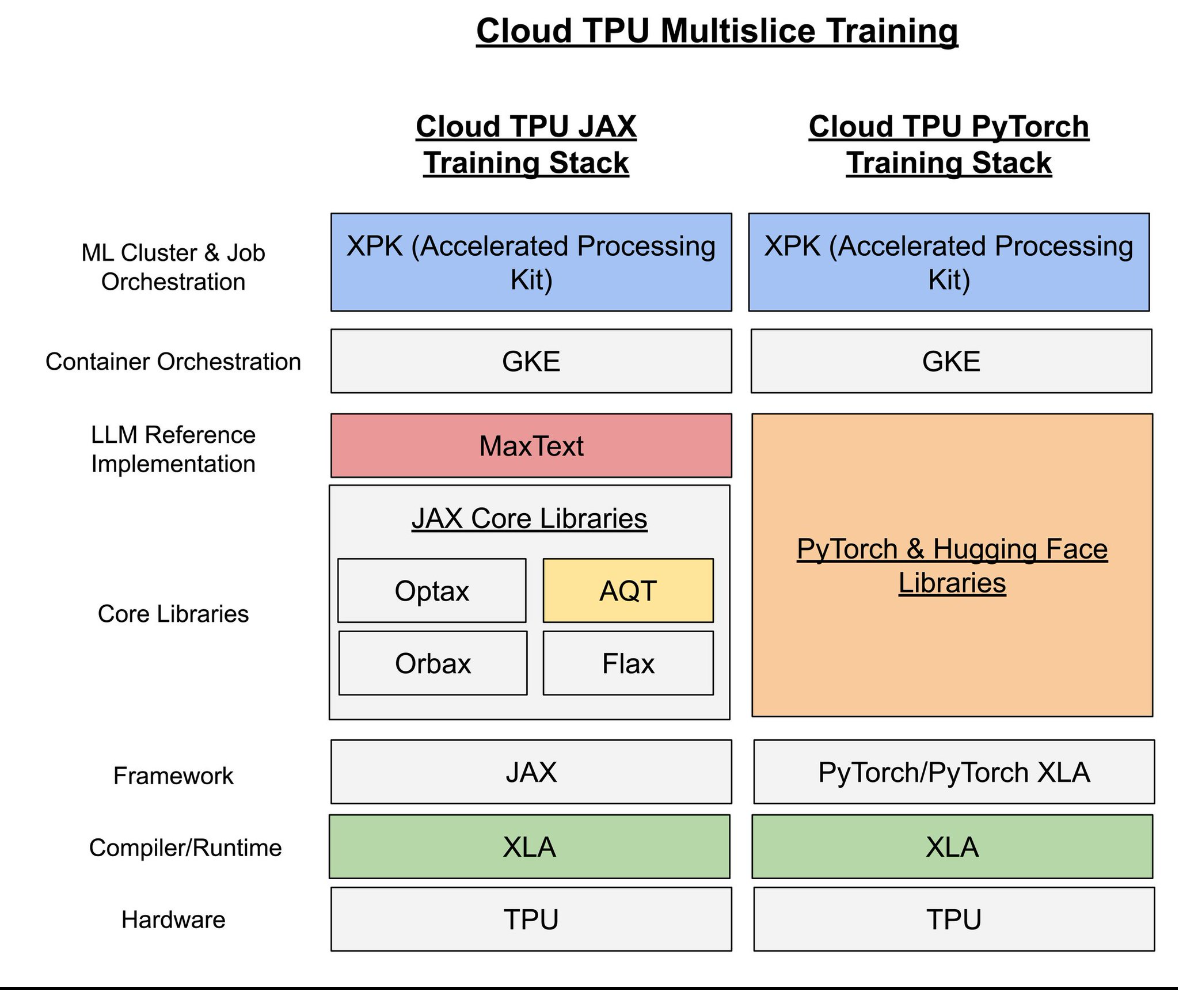 Cloud TPU Multislice Training
Cloud TPU JAX
Training Stack
Cloud TPU PyTorch
Training Stack
ML Cluster & Job
Orchestration
XPK (Accelerated Processing
Kit)
XPK (Accelerated Processing
Kit)
Container Orchestration
GKE
GKE
LLM Reference
Implementation
MaxText
PyTorch & Hugging Face
Libraries
Core Libraries
JAX Core Libraries
Optax
AQT
Orbax
Flax
Framework
JAX
PyTorch/PyTorch XLA
Compiler/Runtime
XLA
XLA
Hardware
TPU
TPU